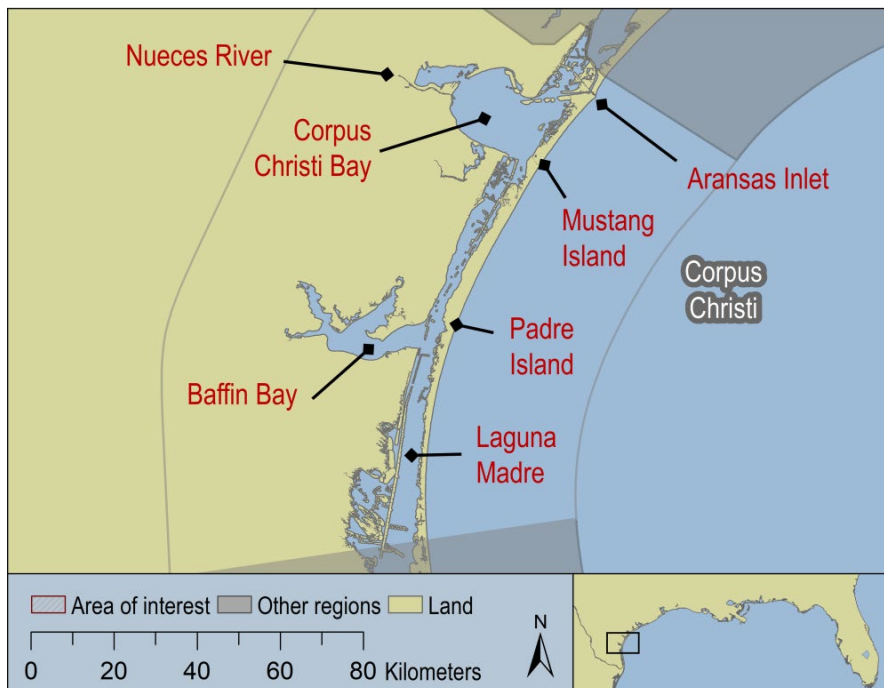 Nueces River
Corpus
Christi Bay
Aransas Inlet
Mustang
Island
Corpus
Christi
Padre
Island
Baffin Bay
Laguna
Madre
Area of interest Other regions Land
N
0 20 40 60 80 Kilometers